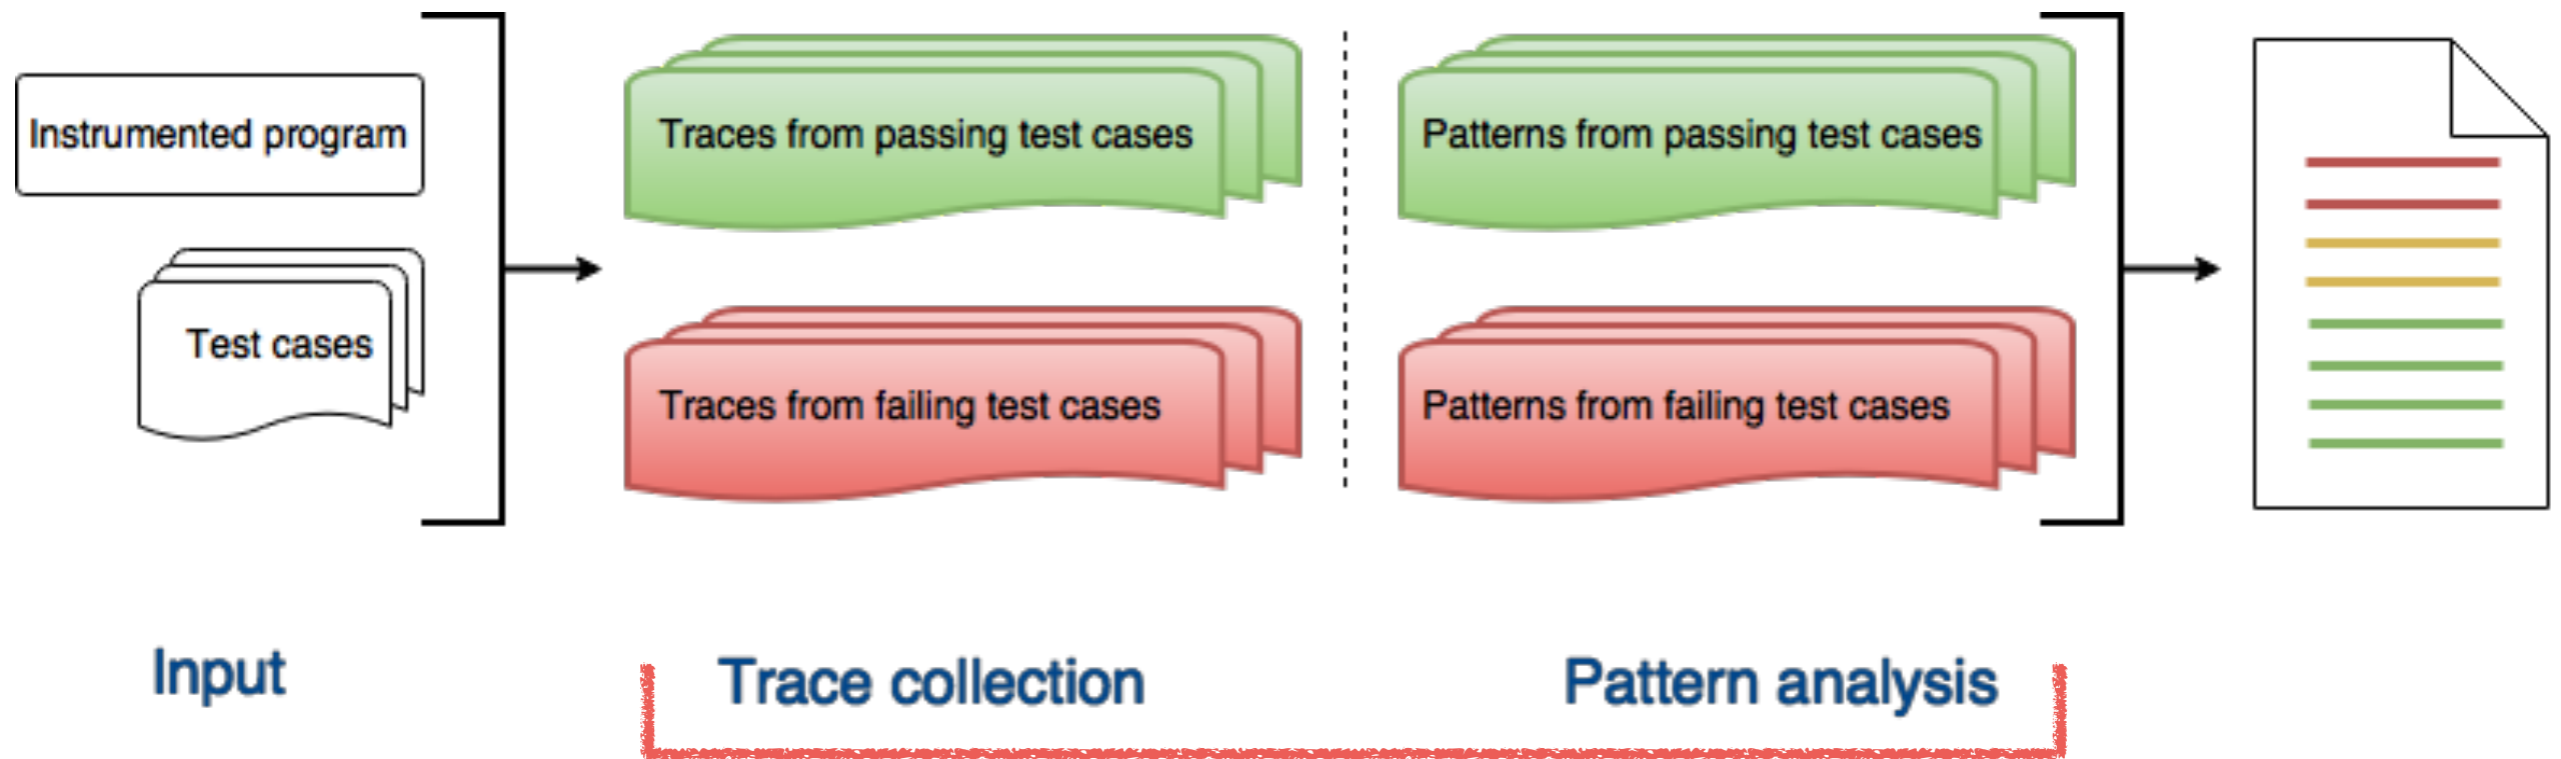 Instrumented program
Test cases
Traces from passing test cases
Traces from failing test cases
Patterns from passing test cases
Patterns from failing test cases
Input
Trace collection
Pattern analysis